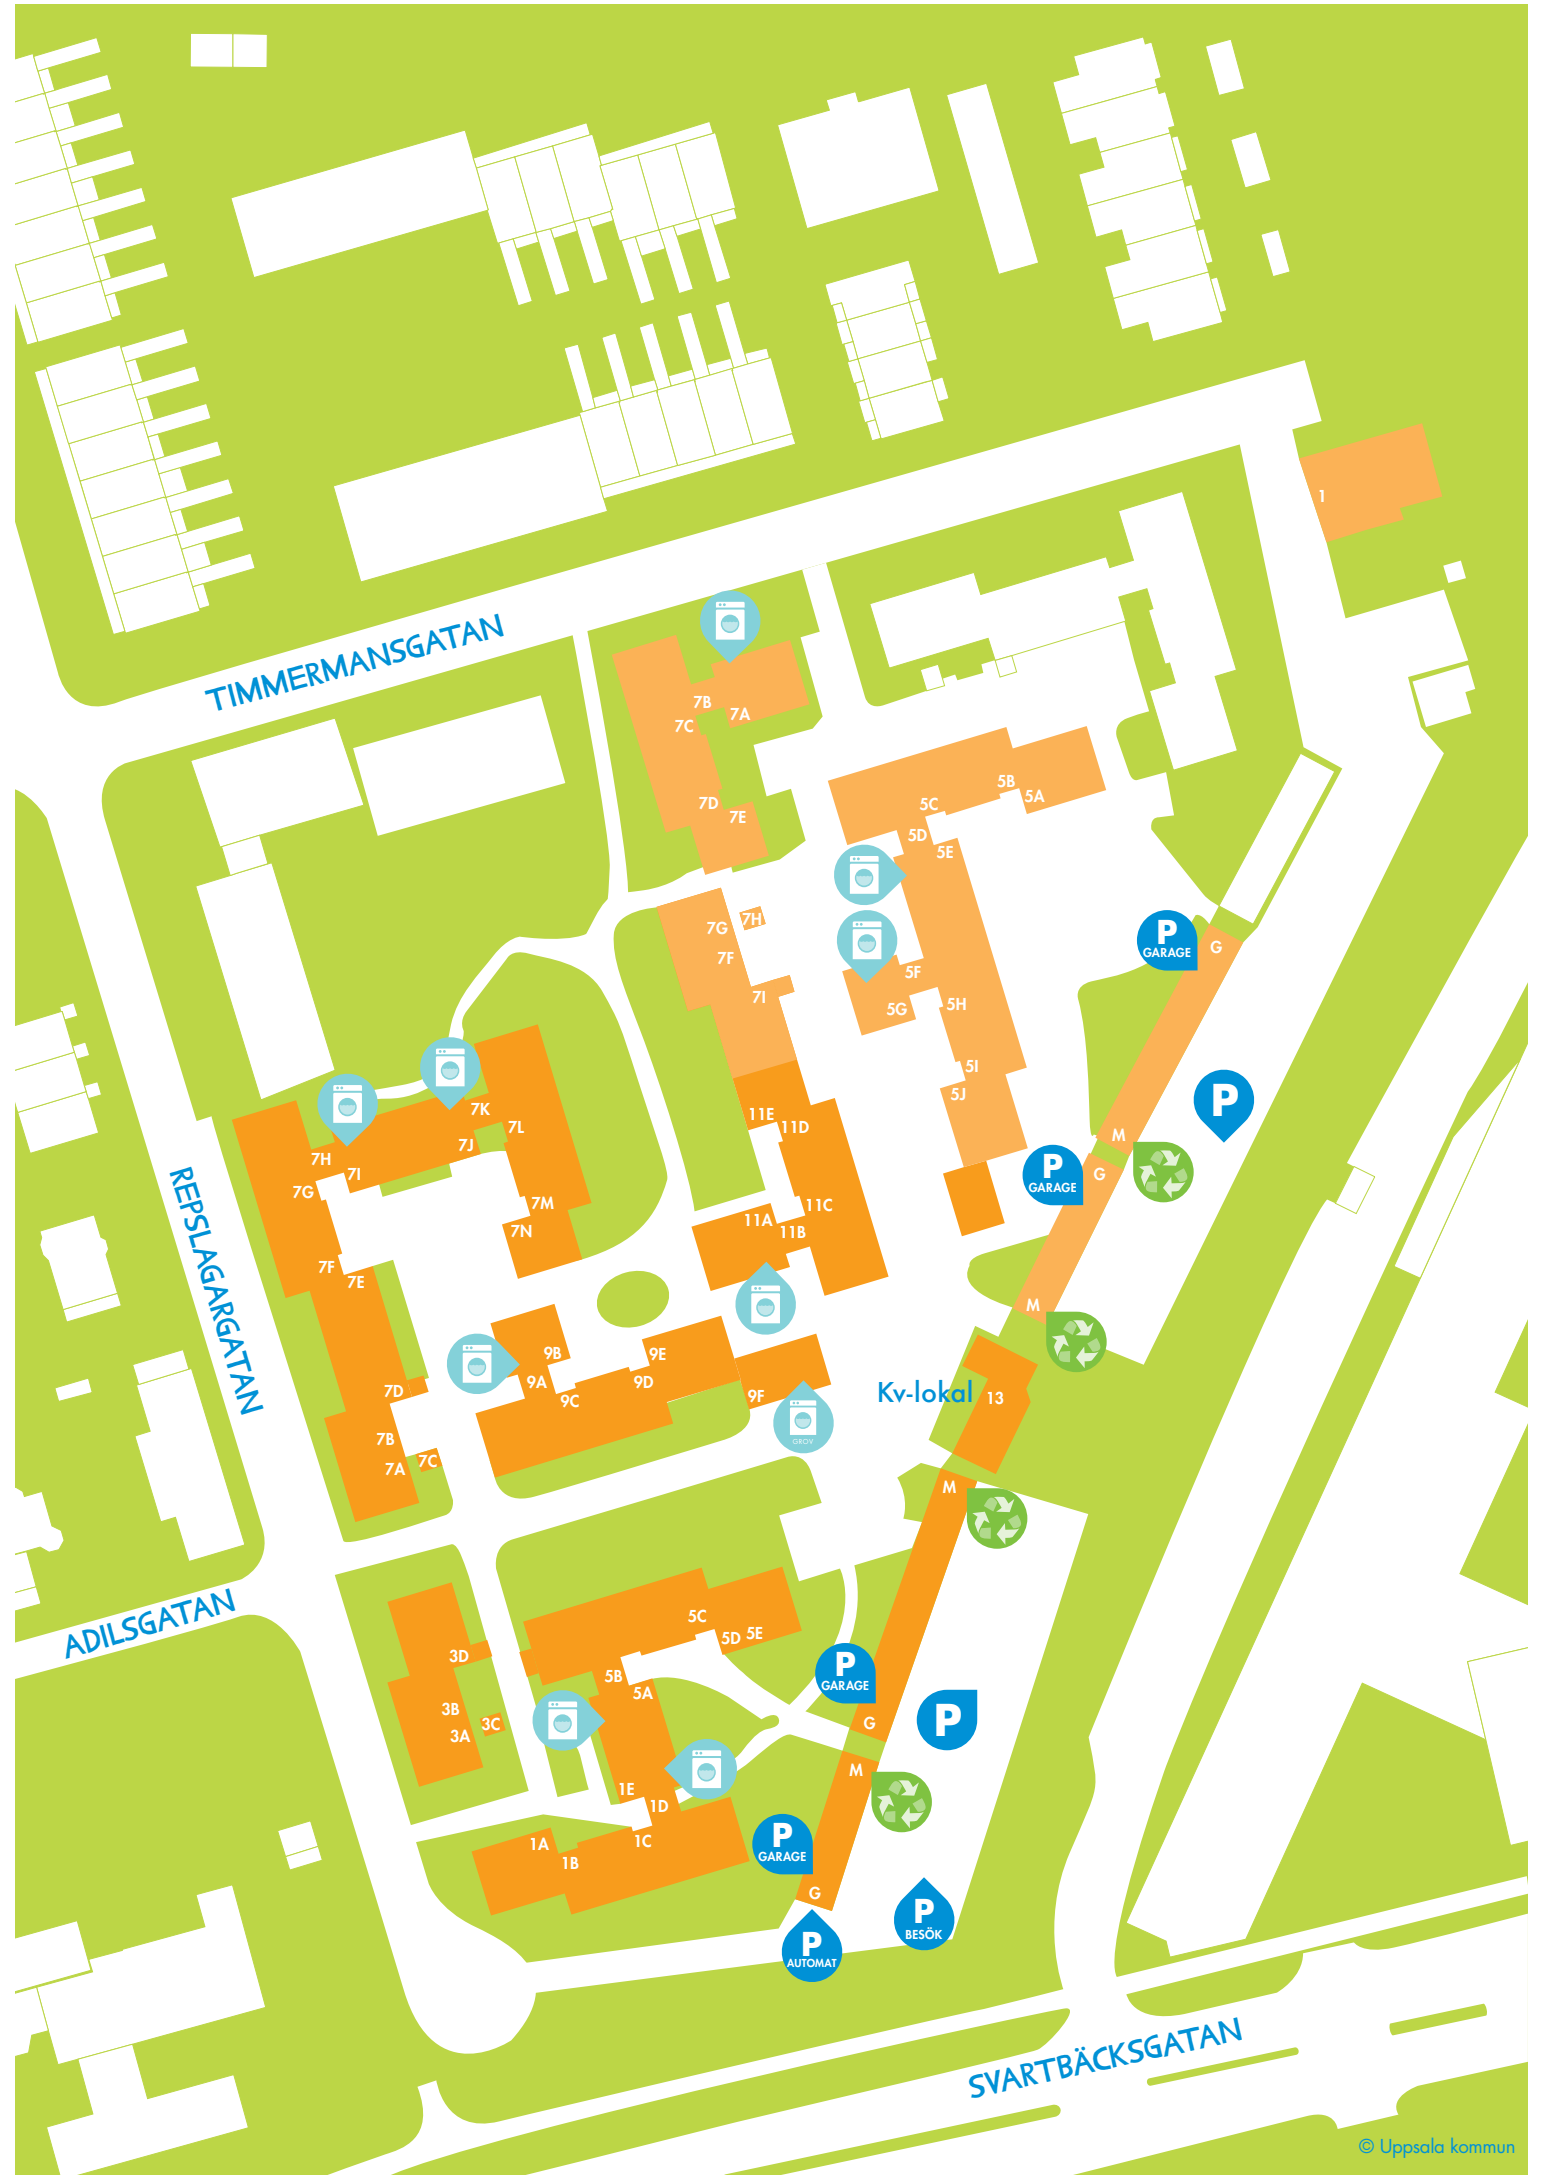 1
TIMMERMANSGATAN
7B
7A
7C
7D
7E
5B
5A
5C
5D
5E
7H
7G
7F
7I
5F
5G
5H
5I
5J
P
GARAGE
G
P
M
P
GARAGE
G
M
7K
7L
7J
7H
7I
7G
7M
7N
7F
7E
7D
7B
7A
7C
REPSLAGARGATAN
11E
11D
11C
11A
11B
9B
9A
9C
9E
9D
9F
GROV
Kv-lokal
13
M
ADILSGATAN
3D
3B
3A
3C
5C
5D
5E
5B
5A
P
GARAGE
G
P
M
1E
1D
1C
1A
1B
P
GARAGE
G
P
BESÖK
P
AUTOMAT
SVARTBÄCKSGATAN
© Uppsala kommun